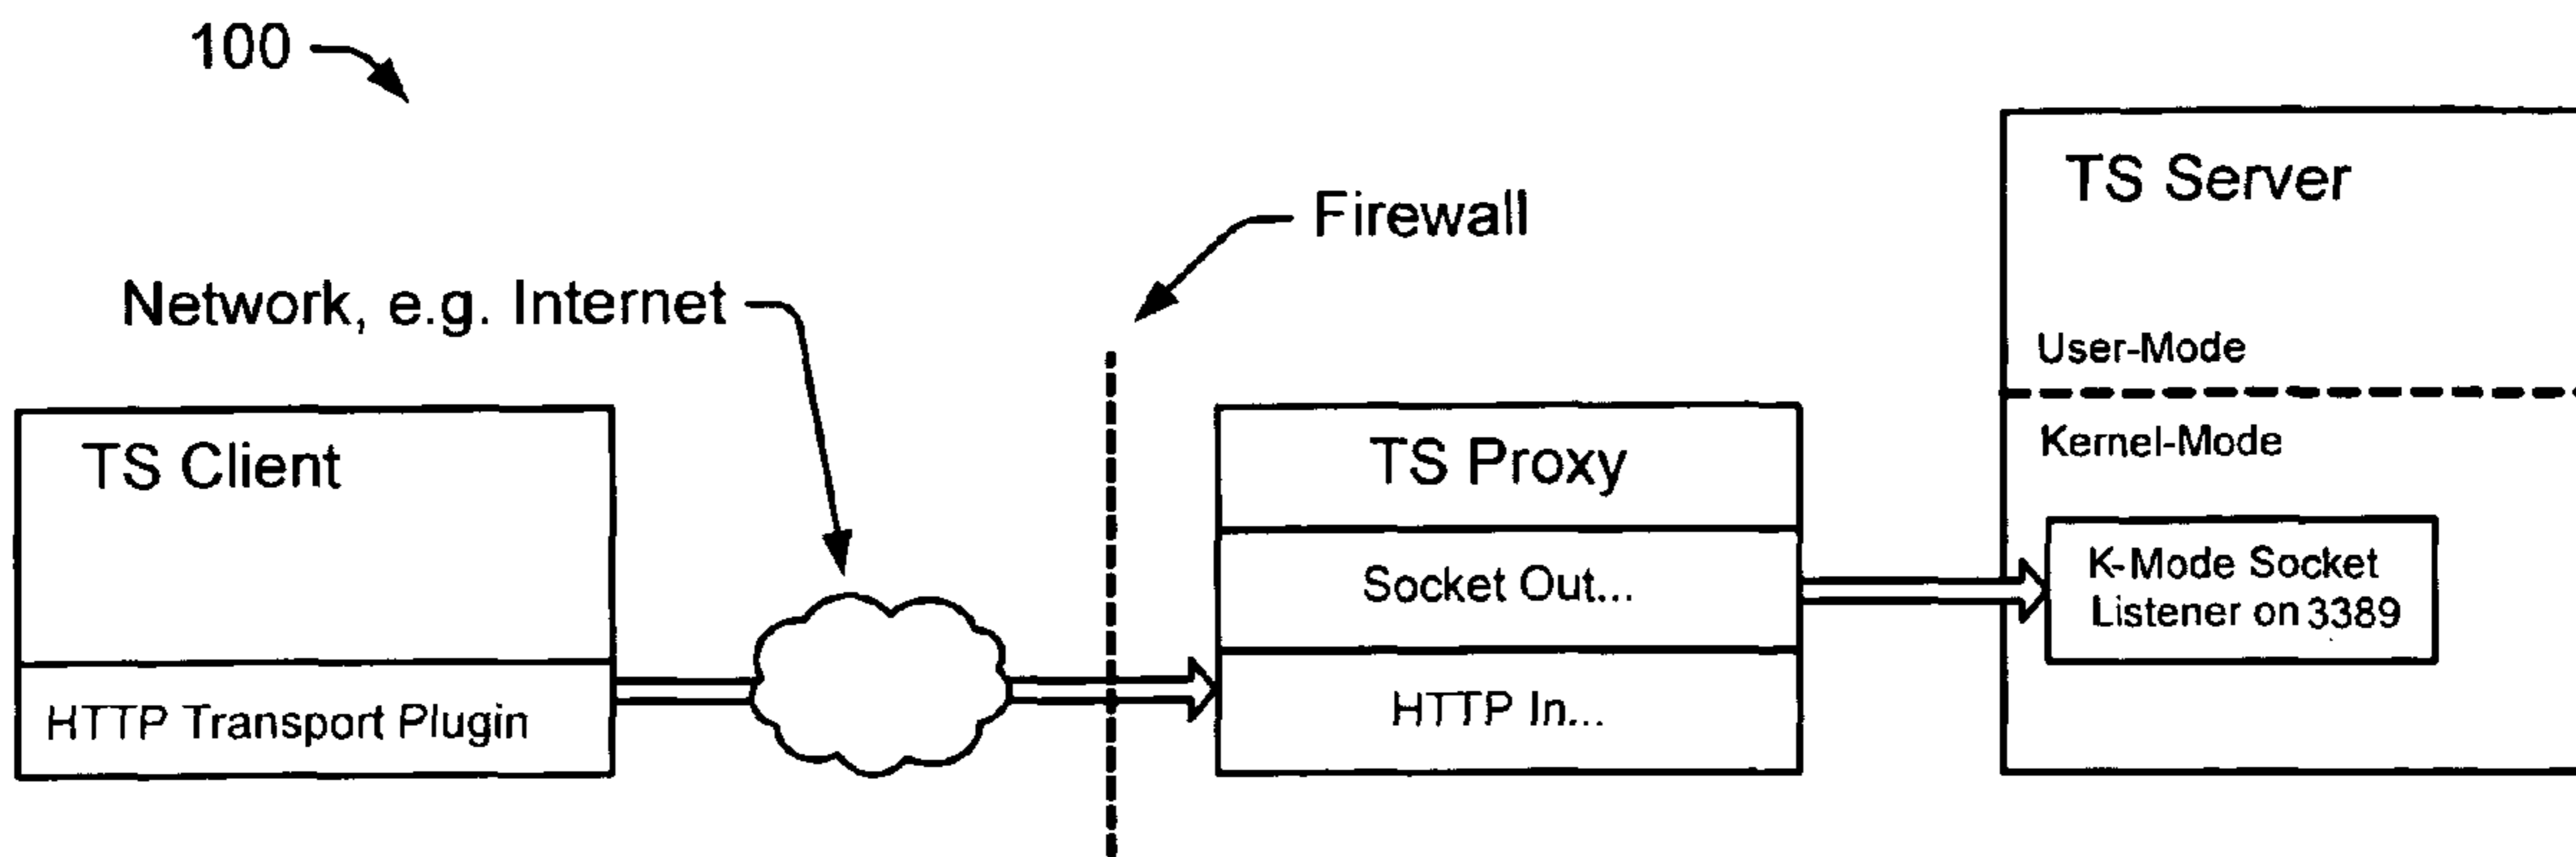 100
Firewall
Network, e.g. Internet
TS Client
HTTP Transport Plugin
TS Proxy
Socket Out...
HTTP In...
TS Server
User-Mode
Kernel-Mode
K-Mode Socket
Listener on 3389